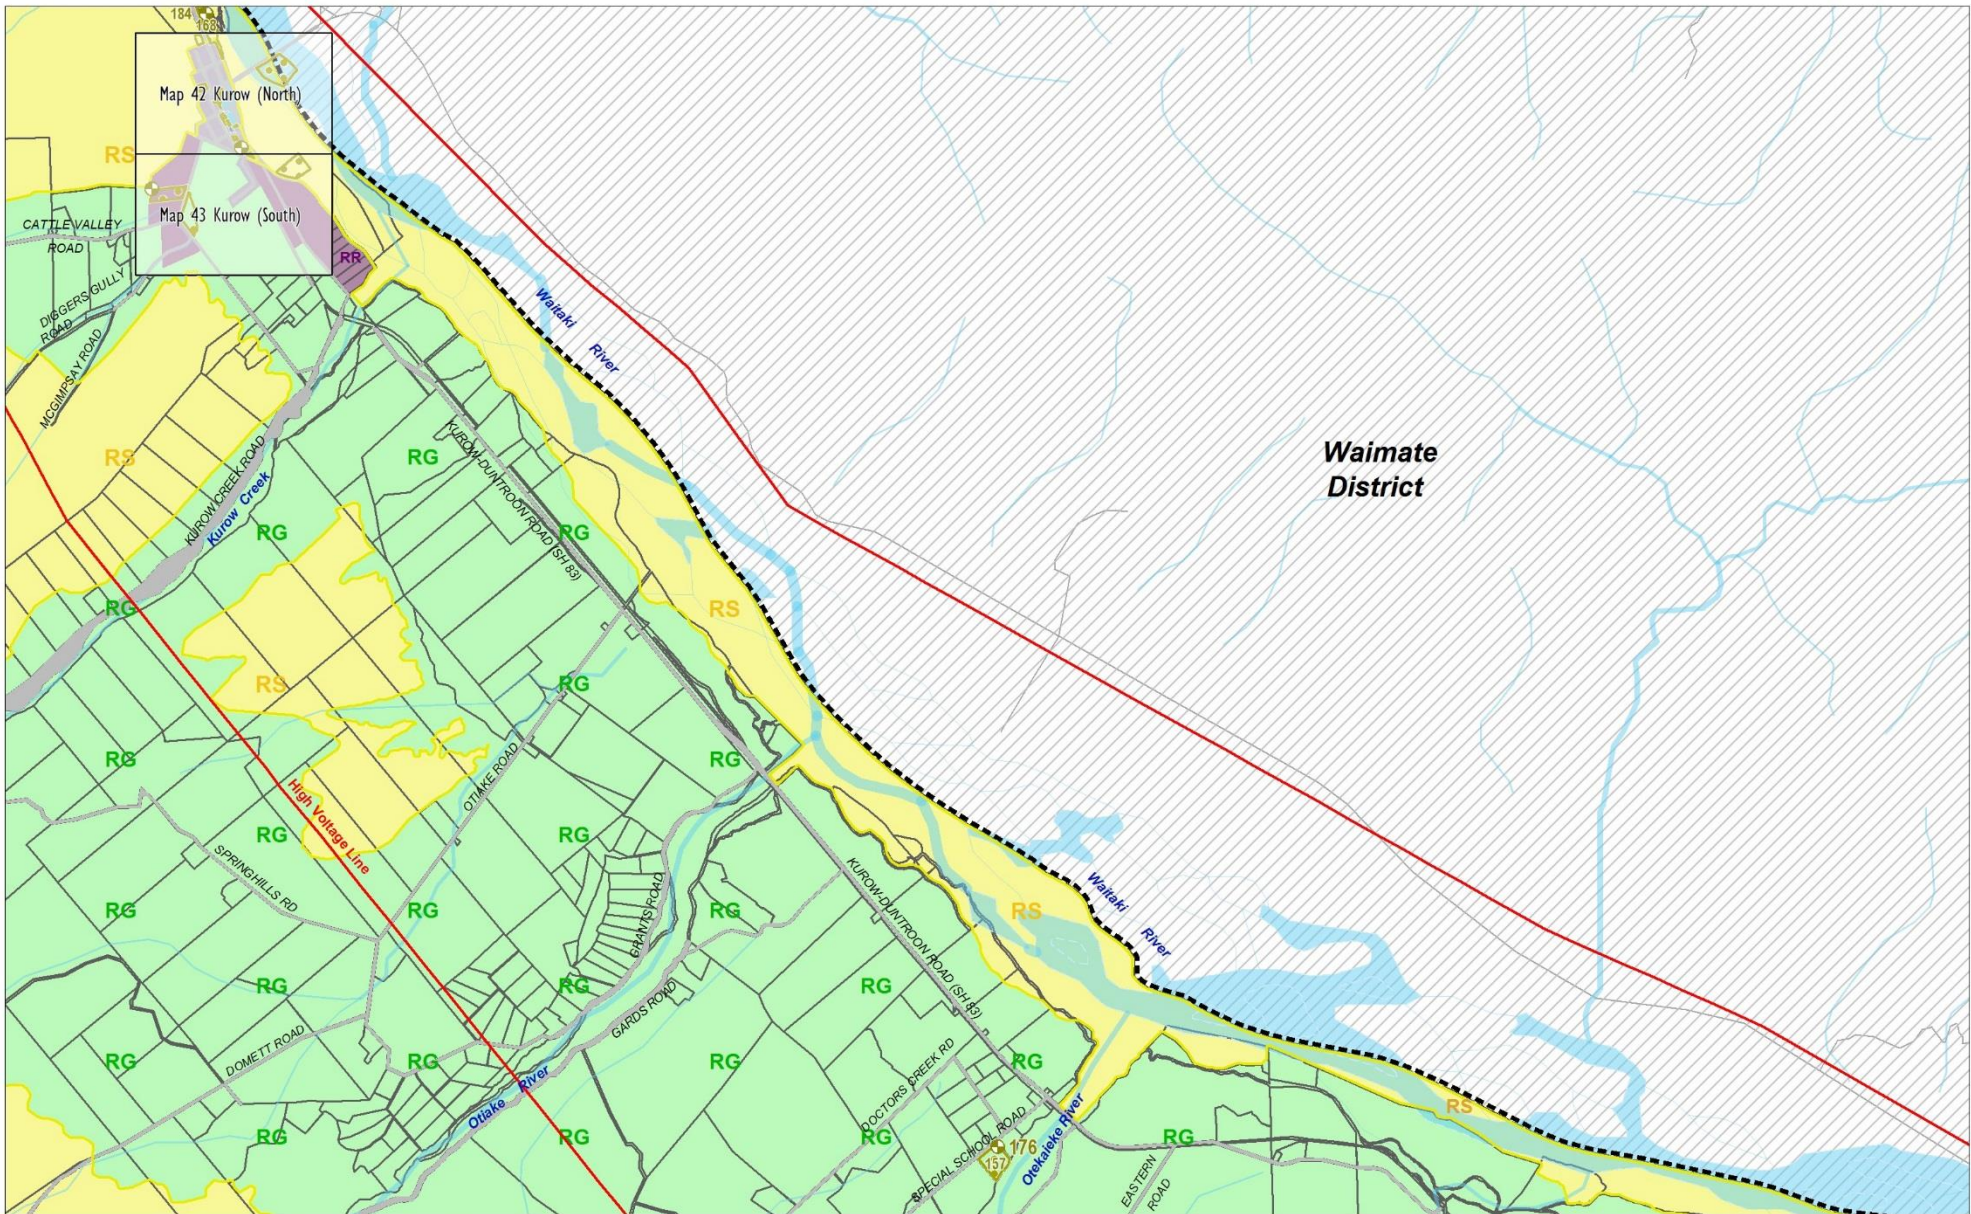 184
168
Map 42 Kurow (North)
RS
Map 43 Kurow (South)
CATTLE VALLEY
ROAD
RR
DIGGERS GULLY
ROAD
MCGIMPSAY ROAD
Waitaki
River
RS
RG
KUROW-DUNTROON ROAD (SH 83)
KUROW CREEK ROAD
Kurow Creek
RG
RG
Waimate
District
RG
RS
RS
RG
RG
RG
OTIAKE ROAD
High Voltage Line
RG
RG
SPRINGHILLS RD
GRANTS ROAD
KUROW-DUNTROON ROAD (SH 83)
Waitaki
River
RG
RG
RG
RS
RG
RG
RG
GARDS ROAD
DOMETT ROAD
RG
RG
RG
RG
DOCTORS CREEK RD
Otiake River
RS
RG
RG
RG
RG
SPECIAL SCHOOL ROAD
176
157
Otekaieke River
EASTERN
ROAD